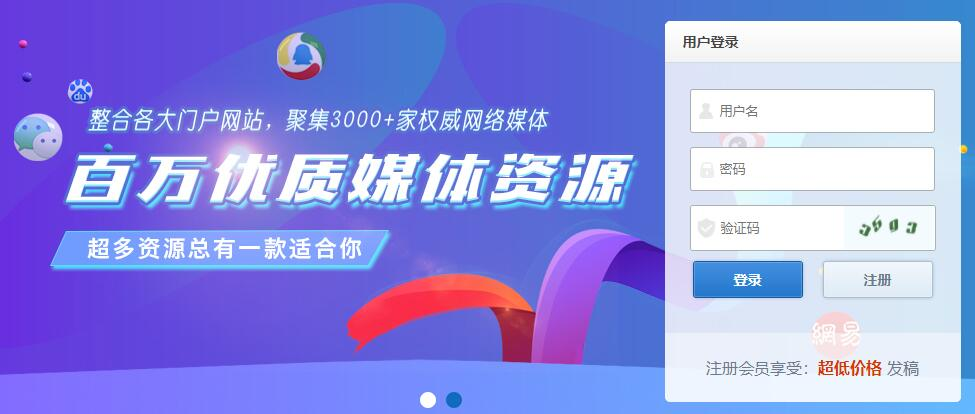 整合各大门户网站，聚集3000+家权威网络媒体
百万优质媒体资源
超多资源总有一款适合你
du
用户登录
用户名
密码
验证码
登录
注册
網易
注册会员享受：超低价格 发稿